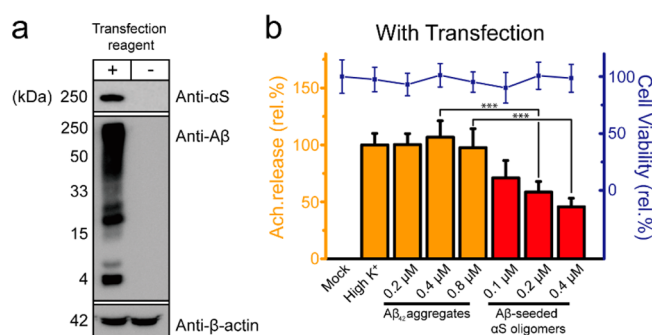 a
Transfection
reagent
+ -
(kDa)
250 Anti-αS
250 Anti-Aβ
50
33
15
4
42 Anti-β-actin
b
With Transfection
Ach.release (rel.%)
150
100
50
0
Cell Viability (rel.%)
100
50
0
***
***
Mock
High K⁺
0.2 μM
0.4 μM
0.8 μM
0.1 μM
0.2 μM
0.4 μM
Aβ₄₂ aggregates
Aβ-seeded
αS oligomers